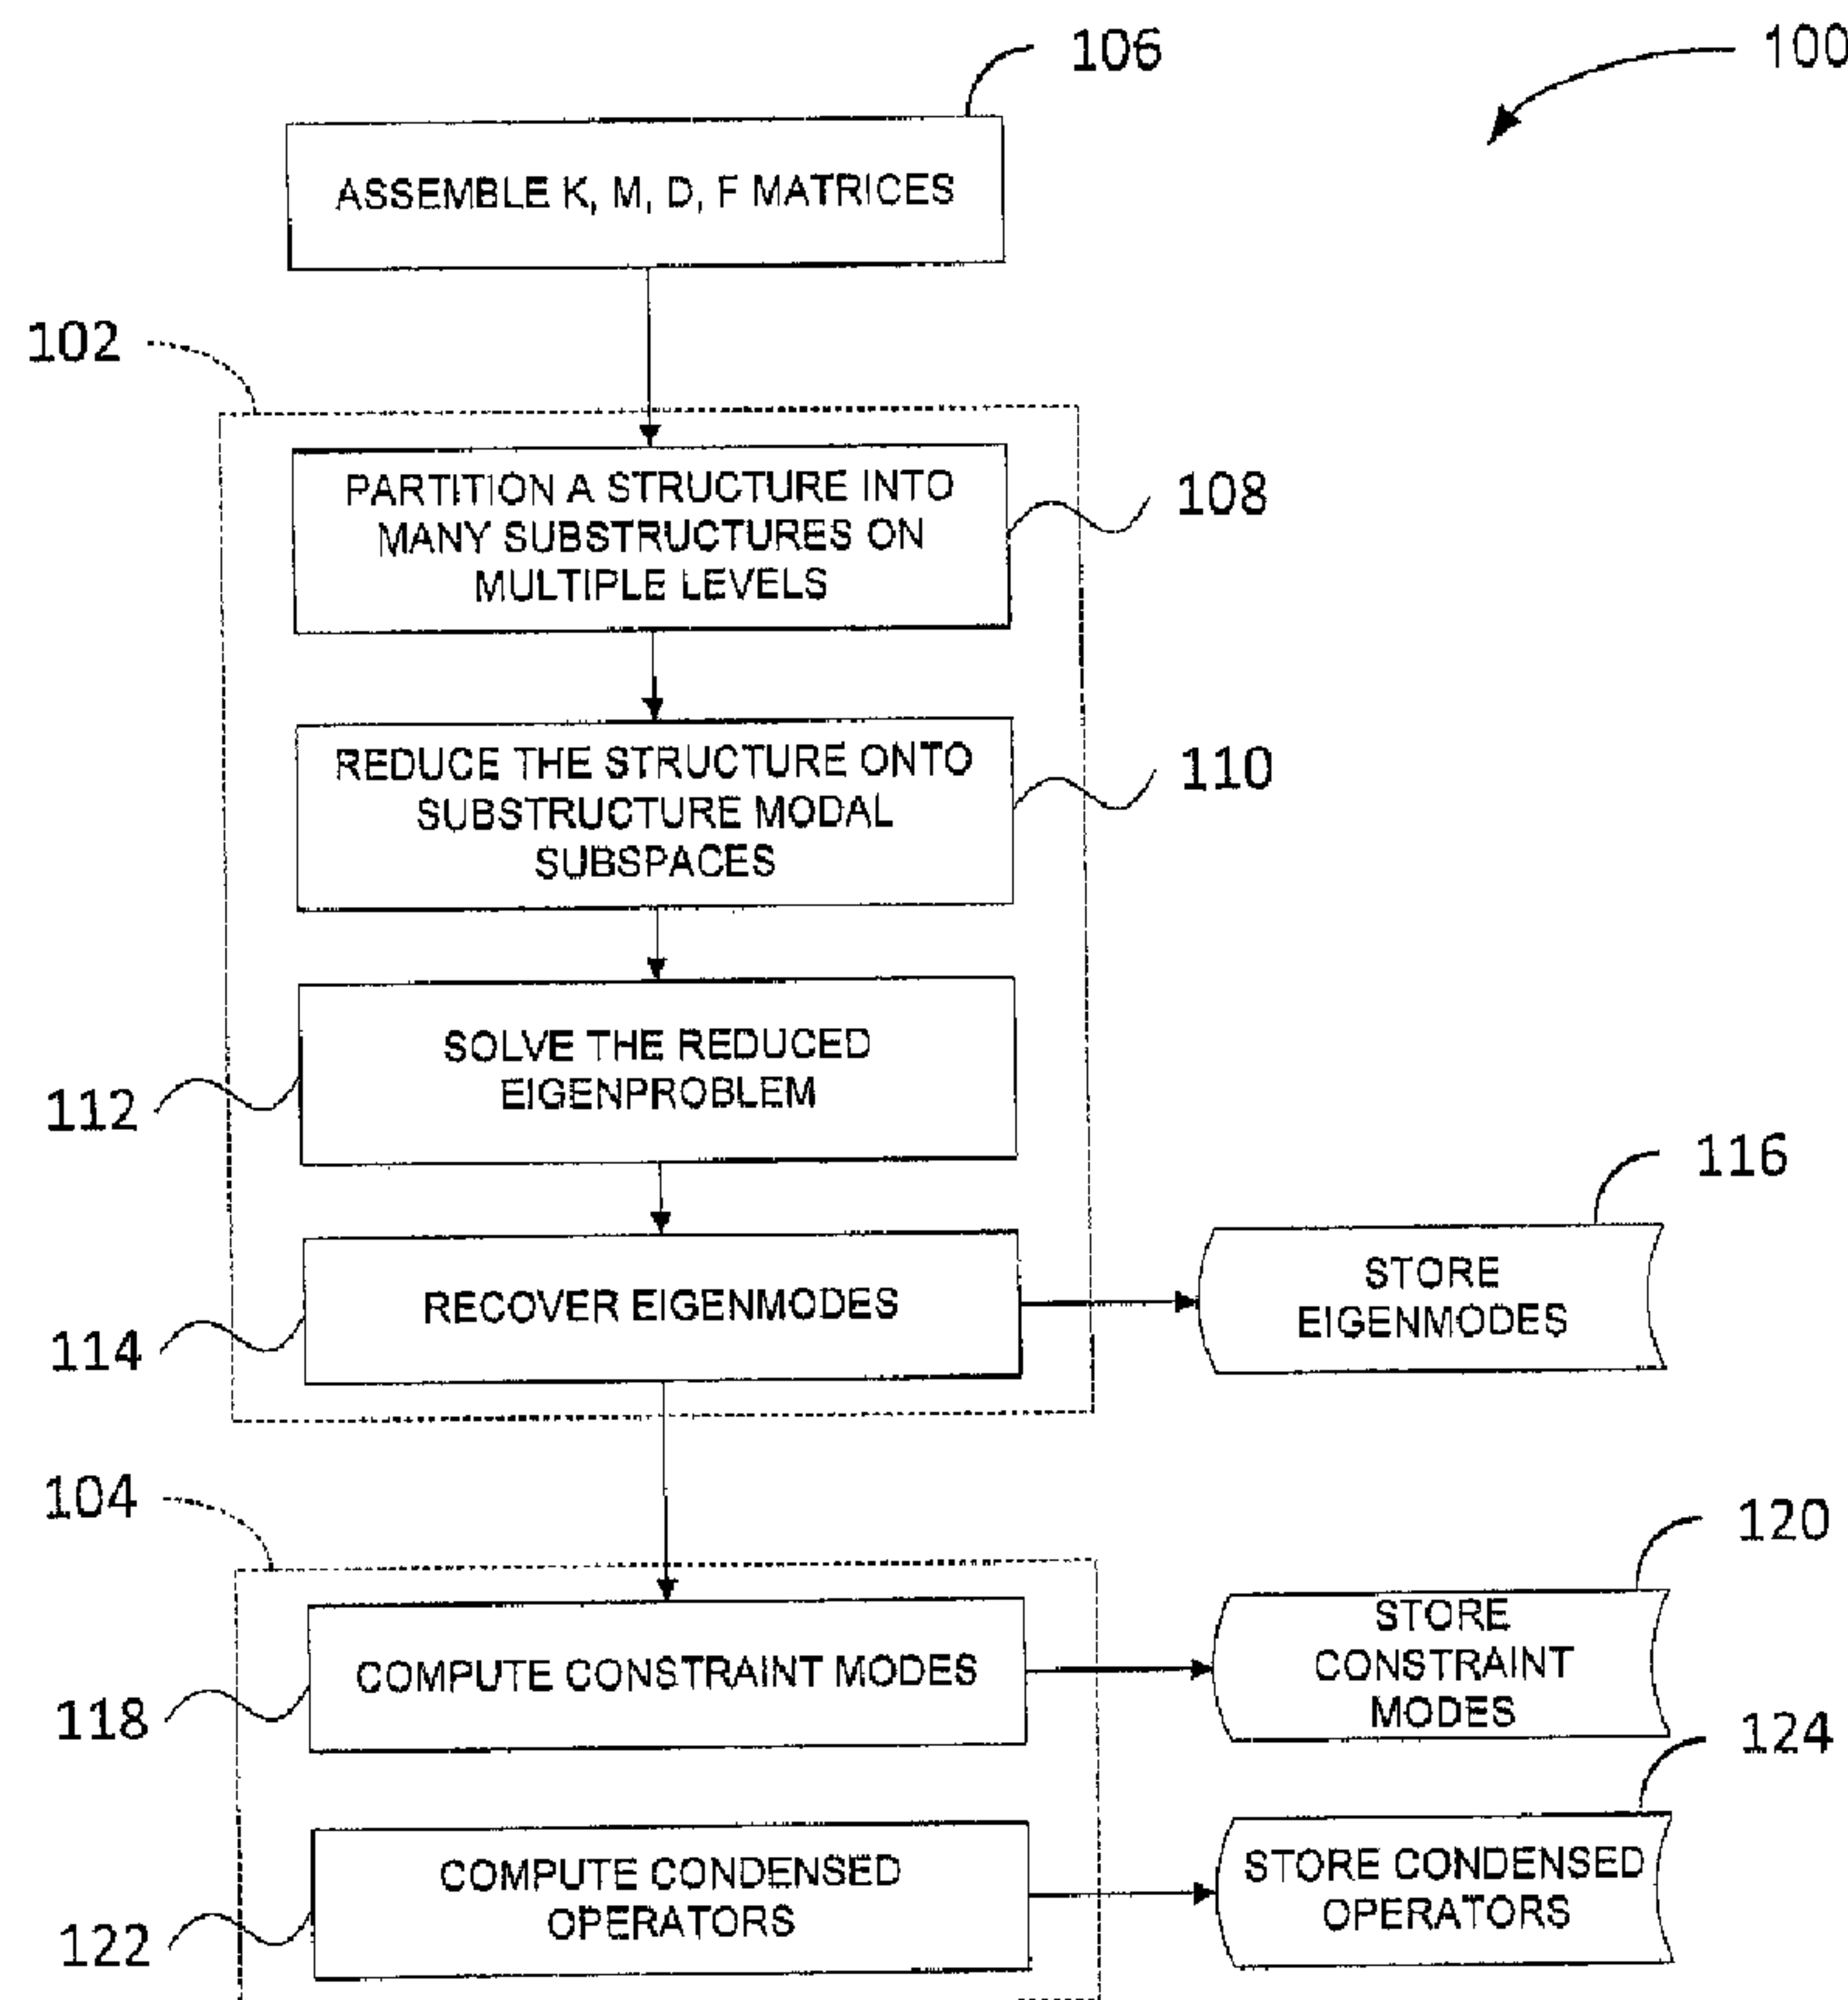 106
100
ASSEMBLE K, M, D, F MATRICES
102
PARTITION A STRUCTURE INTO
MANY SUBSTRUCTURES ON
MULTIPLE LEVELS
108
REDUCE THE STRUCTURE ONTO
SUBSTRUCTURE MODAL
SUBSPACES
110
SOLVE THE REDUCED
EIGENPROBLEM
112
116
RECOVER EIGENMODES
114
STORE
EIGENMODES
104
120
COMPUTE CONSTRAINT MODES
118
STORE
CONSTRAINT
MODES
124
COMPUTE CONDENSED
OPERATORS
122
STORE CONDENSED
OPERATORS